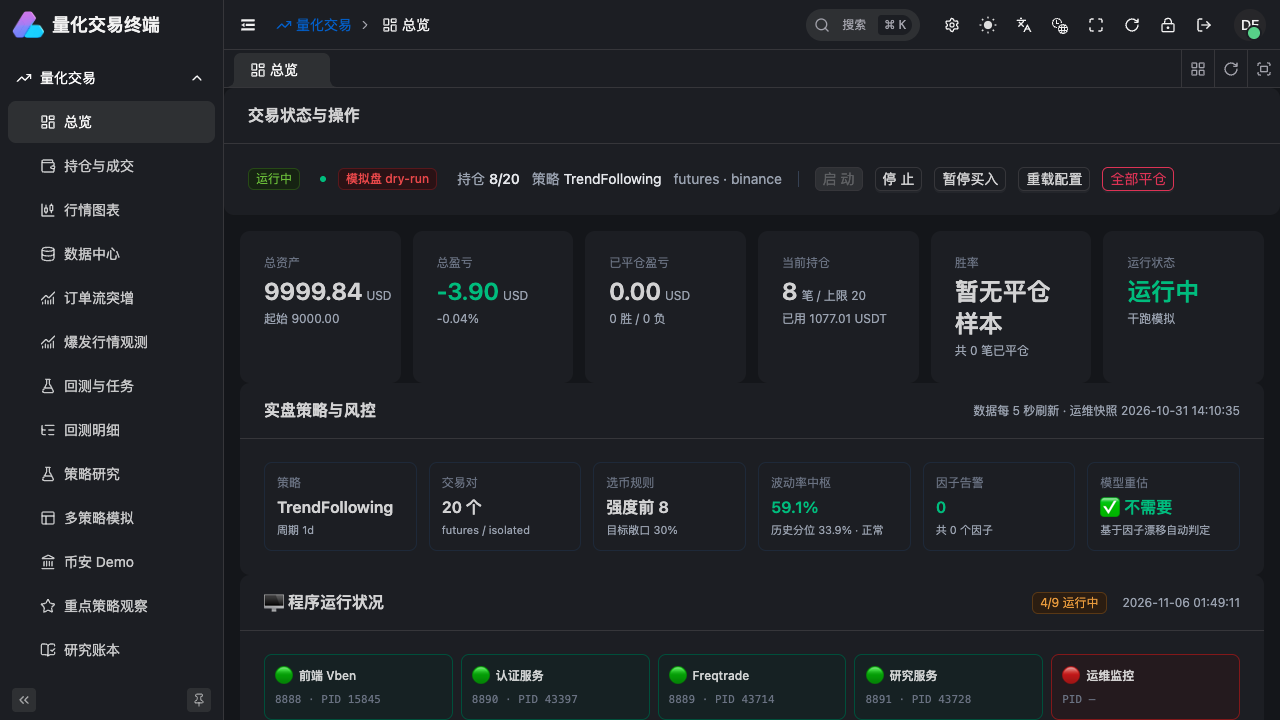 量化交易终端
量化交易 总览
搜索 ⌘ K
DE
量化交易
总览
持仓与成交
行情图表
数据中心
订单流突增
爆发行情观测
回测与任务
回测明细
策略研究
多策略模拟
币安 Demo
重点策略观察
研究账本
总览
交易状态与操作
运行中 模拟盘 dry-run 持仓 8/20 策略 TrendFollowing futures · binance 启 动 停 止 暂停买入 重载配置 全部平仓
总资产
9999.84 USD
起始 9000.00
总盈亏
-3.90 USD
-0.04%
已平仓盈亏
0.00 USD
0 胜 / 0 负
当前持仓
8 笔 / 上限 20
已用 1077.01 USDT
胜率
暂无平仓
样本
共 0 笔已平仓
运行状态
运行中
干跑模拟
实盘策略与风控 数据每 5 秒刷新 · 运维快照 2026-10-31 14:10:35
策略
TrendFollowing
周期 1d
交易对
20 个
futures / isolated
选币规则
强度前 8
目标敞口 30%
波动率中枢
59.1%
历史分位 33.9% · 正常
因子告警
0
共 0 个因子
模型重估
✅ 不需要
基于因子漂移自动判定
🖥️ 程序运行状况 4/9 运行中 2026-11-06 01:49:11
🟢 前端 Vben
8888 · PID 15845
🟢 认证服务
8890 · PID 43397
🟢 Freqtrade
8889 · PID 43714
🟢 研究服务
8891 · PID 43728
🔴 运维监控
PID —